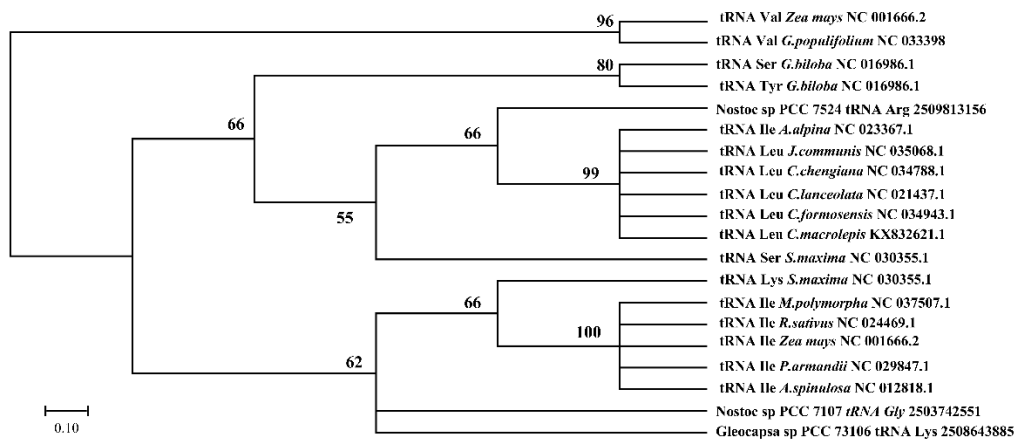 96
tRNA Val Zea mays NC 001666.2
tRNA Val G.populifolium NC 033398
80
tRNA Ser G.biloba NC 016986.1
tRNA Tyr G.biloba NC 016986.1
66
66
Nostoc sp PCC 7524 tRNA Arg 2509813156
tRNA Ile A.alpina NC 023367.1
tRNA Leu J.communis NC 035068.1
99
tRNA Leu C.chengiana NC 034788.1
tRNA Leu C.lanceolata NC 021437.1
55
tRNA Leu C.formosensis NC 034943.1
tRNA Leu C.macrolepis KX832621.1
tRNA Ser S.maxima NC 030355.1
tRNA Lys S.maxima NC 030355.1
66
tRNA Ile M.polymorpha NC 037507.1
tRNA Ile R.sativus NC 024469.1
100
tRNA Ile Zea mays NC 001666.2
62
tRNA Ile P.armandii NC 029847.1
tRNA Ile A.spinulosa NC 012818.1
Nostoc sp PCC 7107 tRNA Gly 2503742551
Gleocapsa sp PCC 73106 tRNA Lys 2508643885
0.10